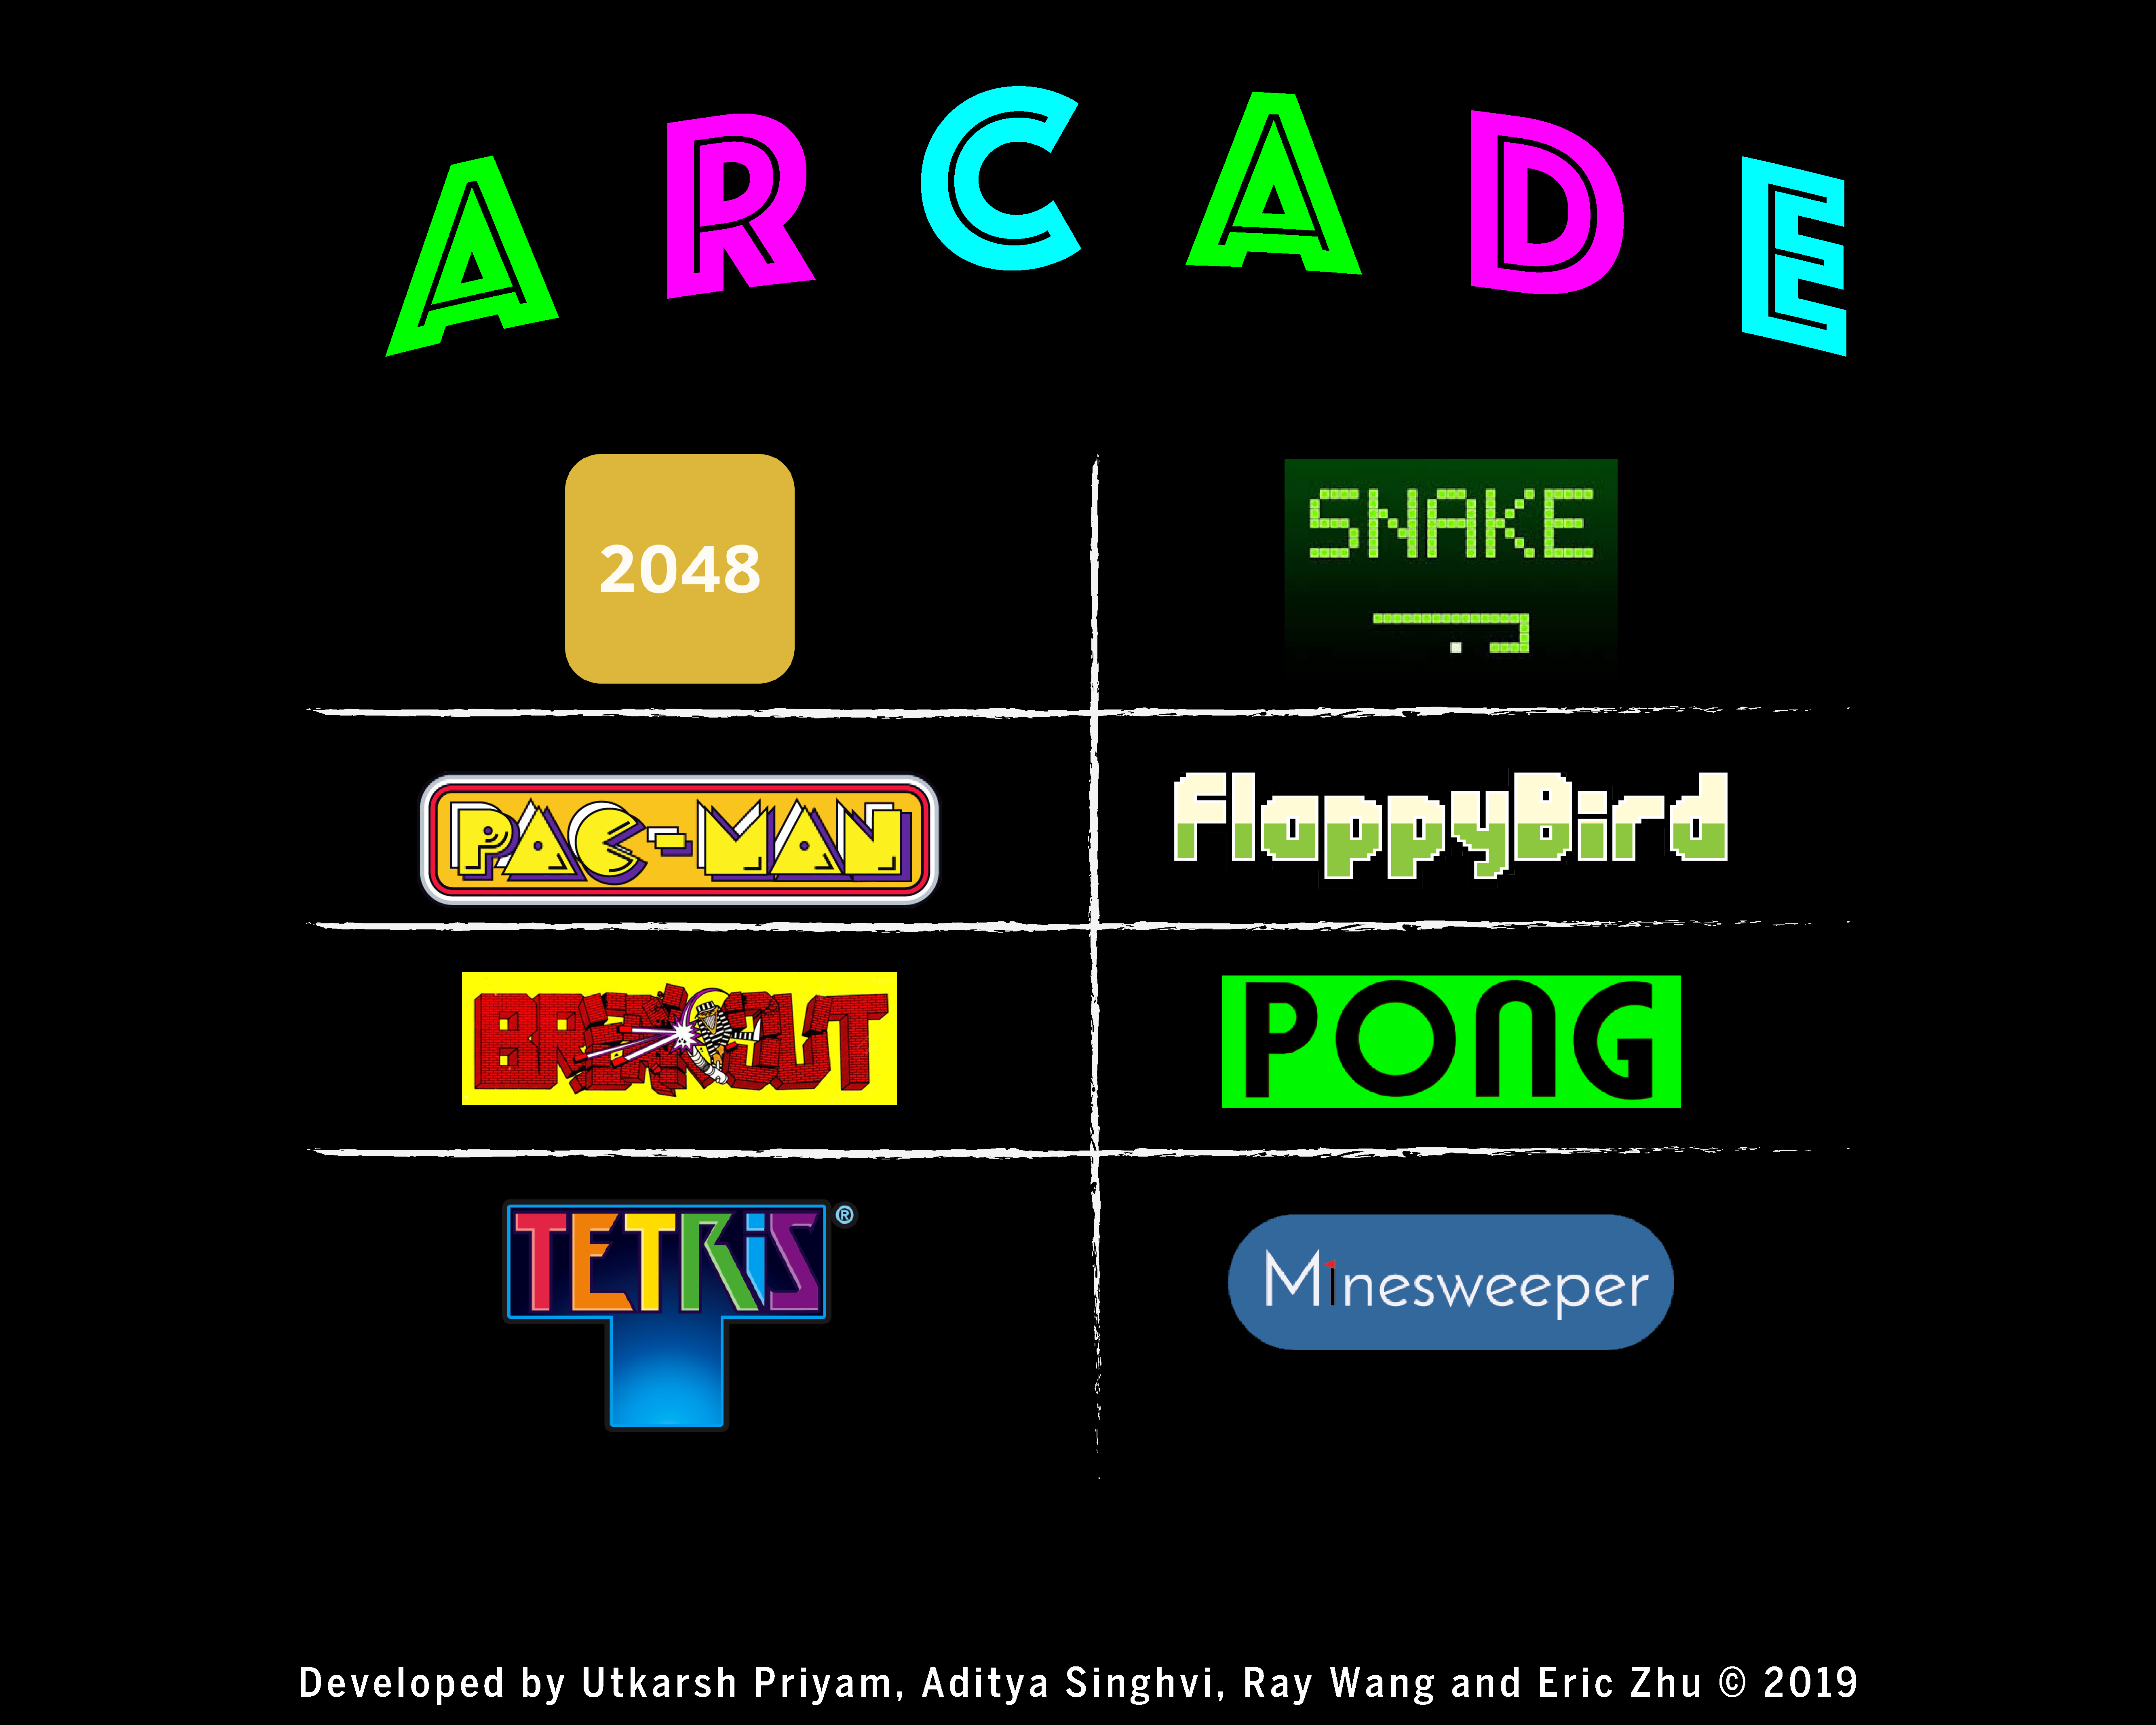 ARCADE
2048
SNAKE
PAC-MAN
FlappyBird
BREAKOUT
PONG
TETRiS ®
Minesweeper
Developed by Utkarsh Priyam, Aditya Singhvi, Ray Wang and Eric Zhu © 2019